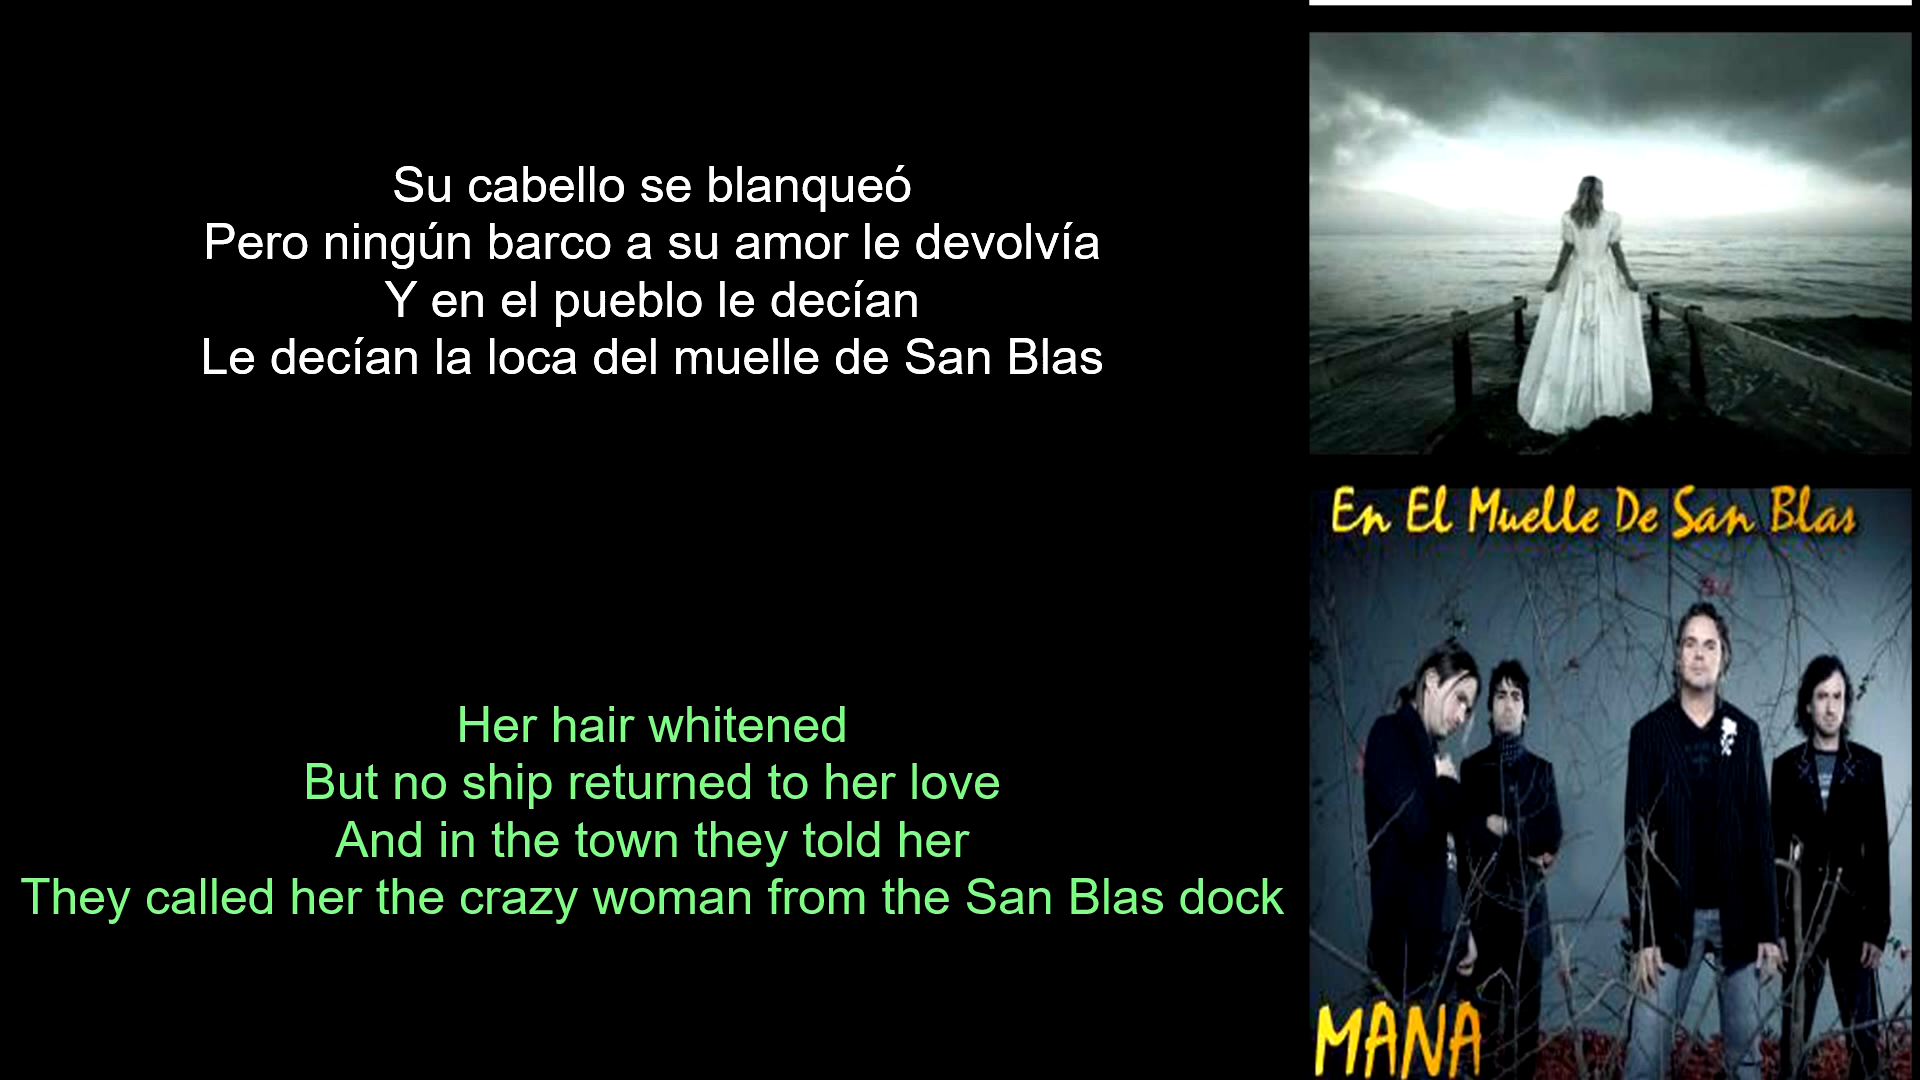 Su cabello se blanqueó
Pero ningún barco a su amor le devolvía
Y en el pueblo le decían
Le decían la loca del muelle de San Blas
Her hair whitened
But no ship returned to her love
And in the town they told her
They called her the crazy woman from the San Blas dock
En El Muelle De San Blas
MANA